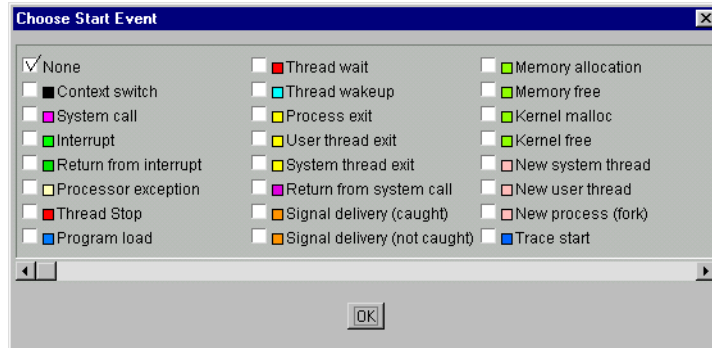 Choose Start Event
None
Thread wait
Memory allocation
Context switch
Thread wakeup
Memory free
System call
Process exit
Kernel malloc
Interrupt
User thread exit
Kernel free
Return from interrupt
System thread exit
New system thread
Processor exception
Return from system call
New user thread
Thread Stop
Signal delivery (caught)
New process (fork)
Program load
Signal delivery (not caught)
Trace start
OK